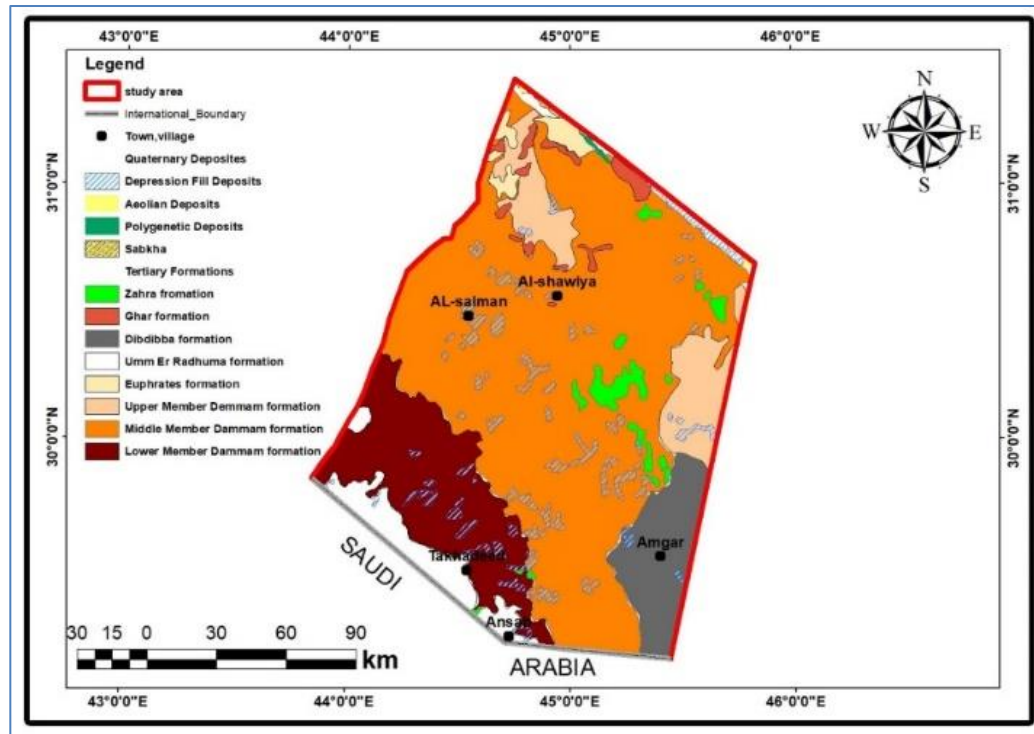 43°0'0"E 44°0'0"E 45°0'0"E 46°0'0"E
Legend
study area
International_Boundary
Town,village
Quaternary Deposites
Depression Fill Deposits
Aeolian Deposits
Polygenetic Deposits
Sabkha
Tertiary Formations
Zahra fromation
Ghar formation
Dibdibba formation
Umm Er Radhuma formation
Euphrates formation
Upper Member Demmam formation
Middle Member Dammam formation
Lower Member Dammam formation
N
W E
S
31°0'0"N 31°0'0"N
30°0'0"N 30°0'0"N
Al-shawiya
AL-salman
Amgar
Ansab
SAUDI
ARABIA
30 15 0 30 60 90
km
43°0'0"E 44°0'0"E 45°0'0"E 46°0'0"E